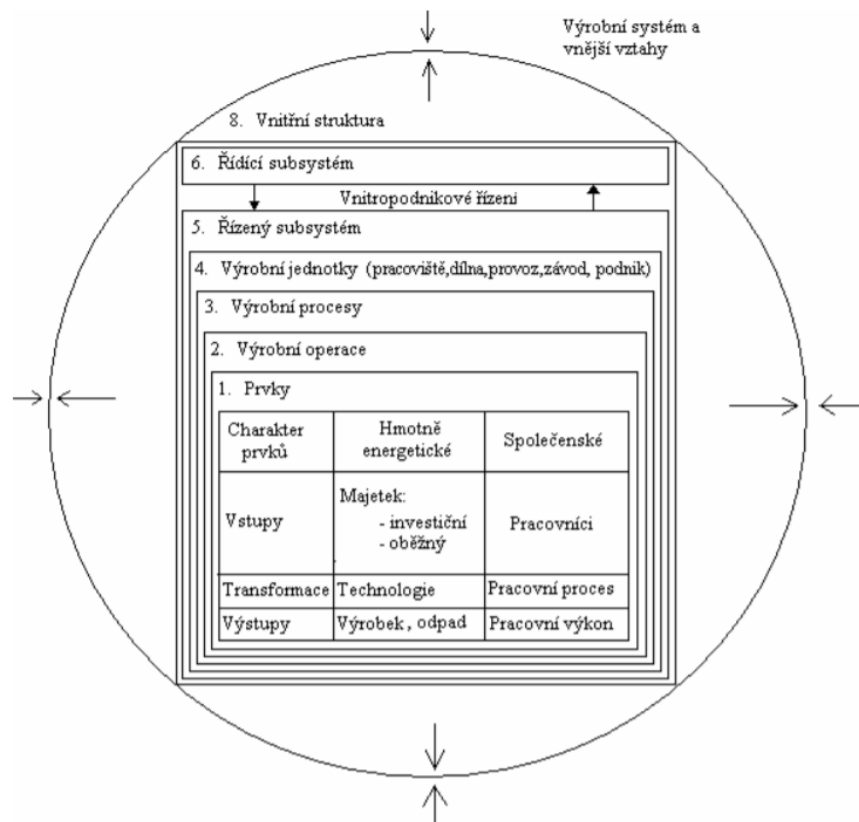 Výrobní systém a
vnější vztahy
8. Vnitřní struktura
6. Řídící subsystém
Vnitropodnikové řízeni
5. Řízený subsystém
4. Výrobní jednotky (pracoviště,dílna,provoz,závod, podnik)
3. Výrobní procesy
2. Výrobní operace
1. Prvky
Charakter
prvků
Hmotně
energetické
Společenské
Vstupy
Majetek:
- investiční
- oběžný
Pracovníci
Transformace
Technologie
Pracovní proces
Výstupy
Výrobek, odpad
Pracovní výkon